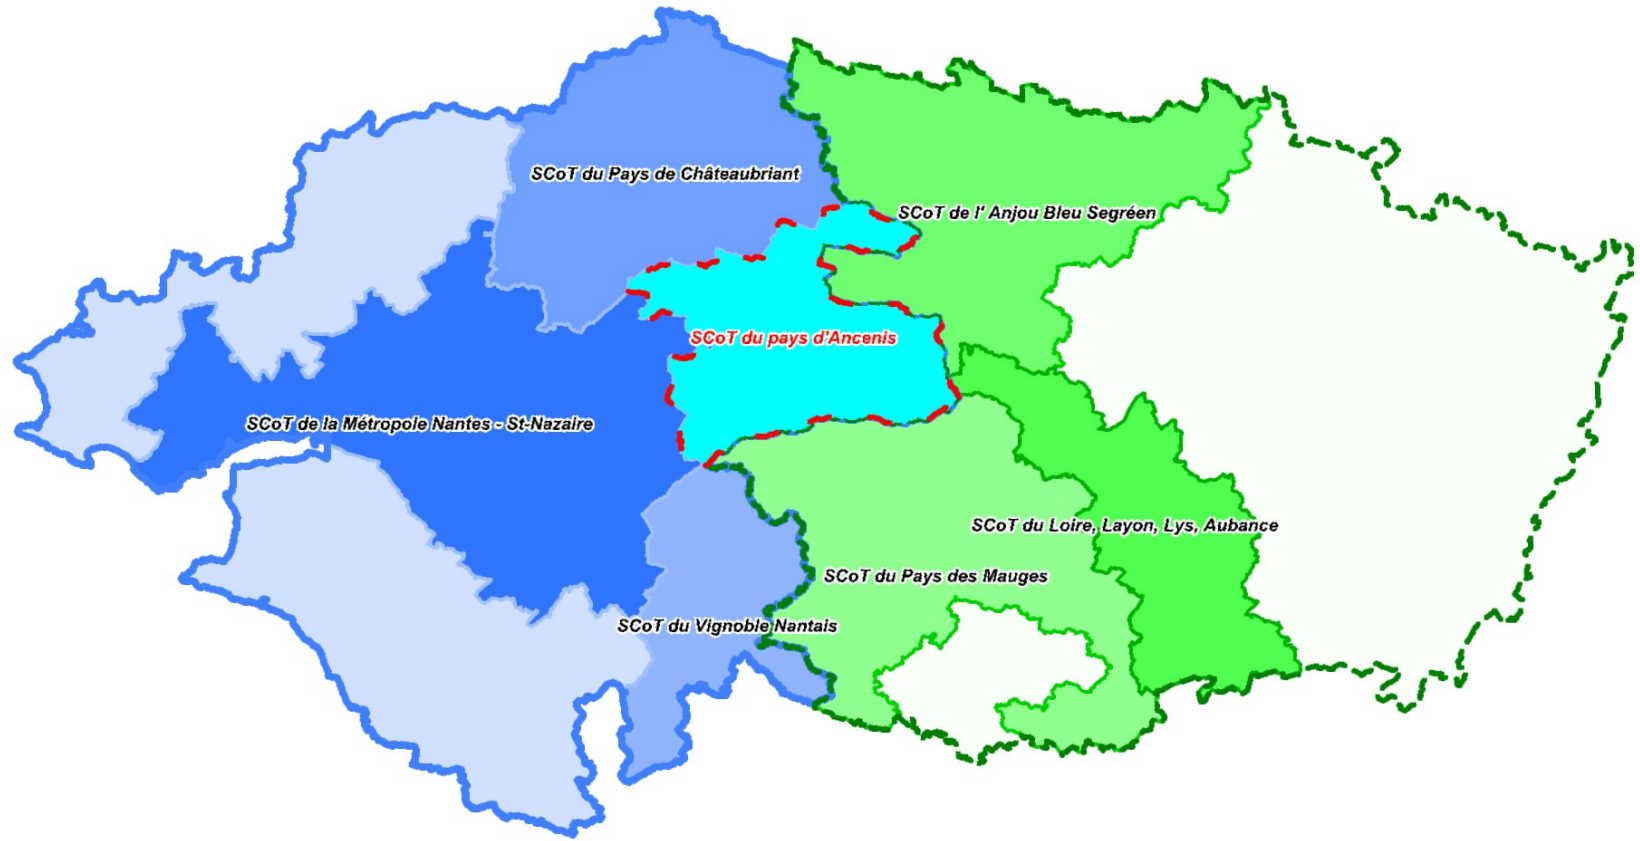 SCoT du Pays de Châteaubriant
SCoT de l' Anjou Bleu Segréen
SCoT du pays d'Ancenis
SCoT de la Métropole Nantes - St-Nazaire
SCoT du Loire, Layon, Lys, Aubance
SCoT du Pays des Mauges
SCoT du Vignoble Nantais